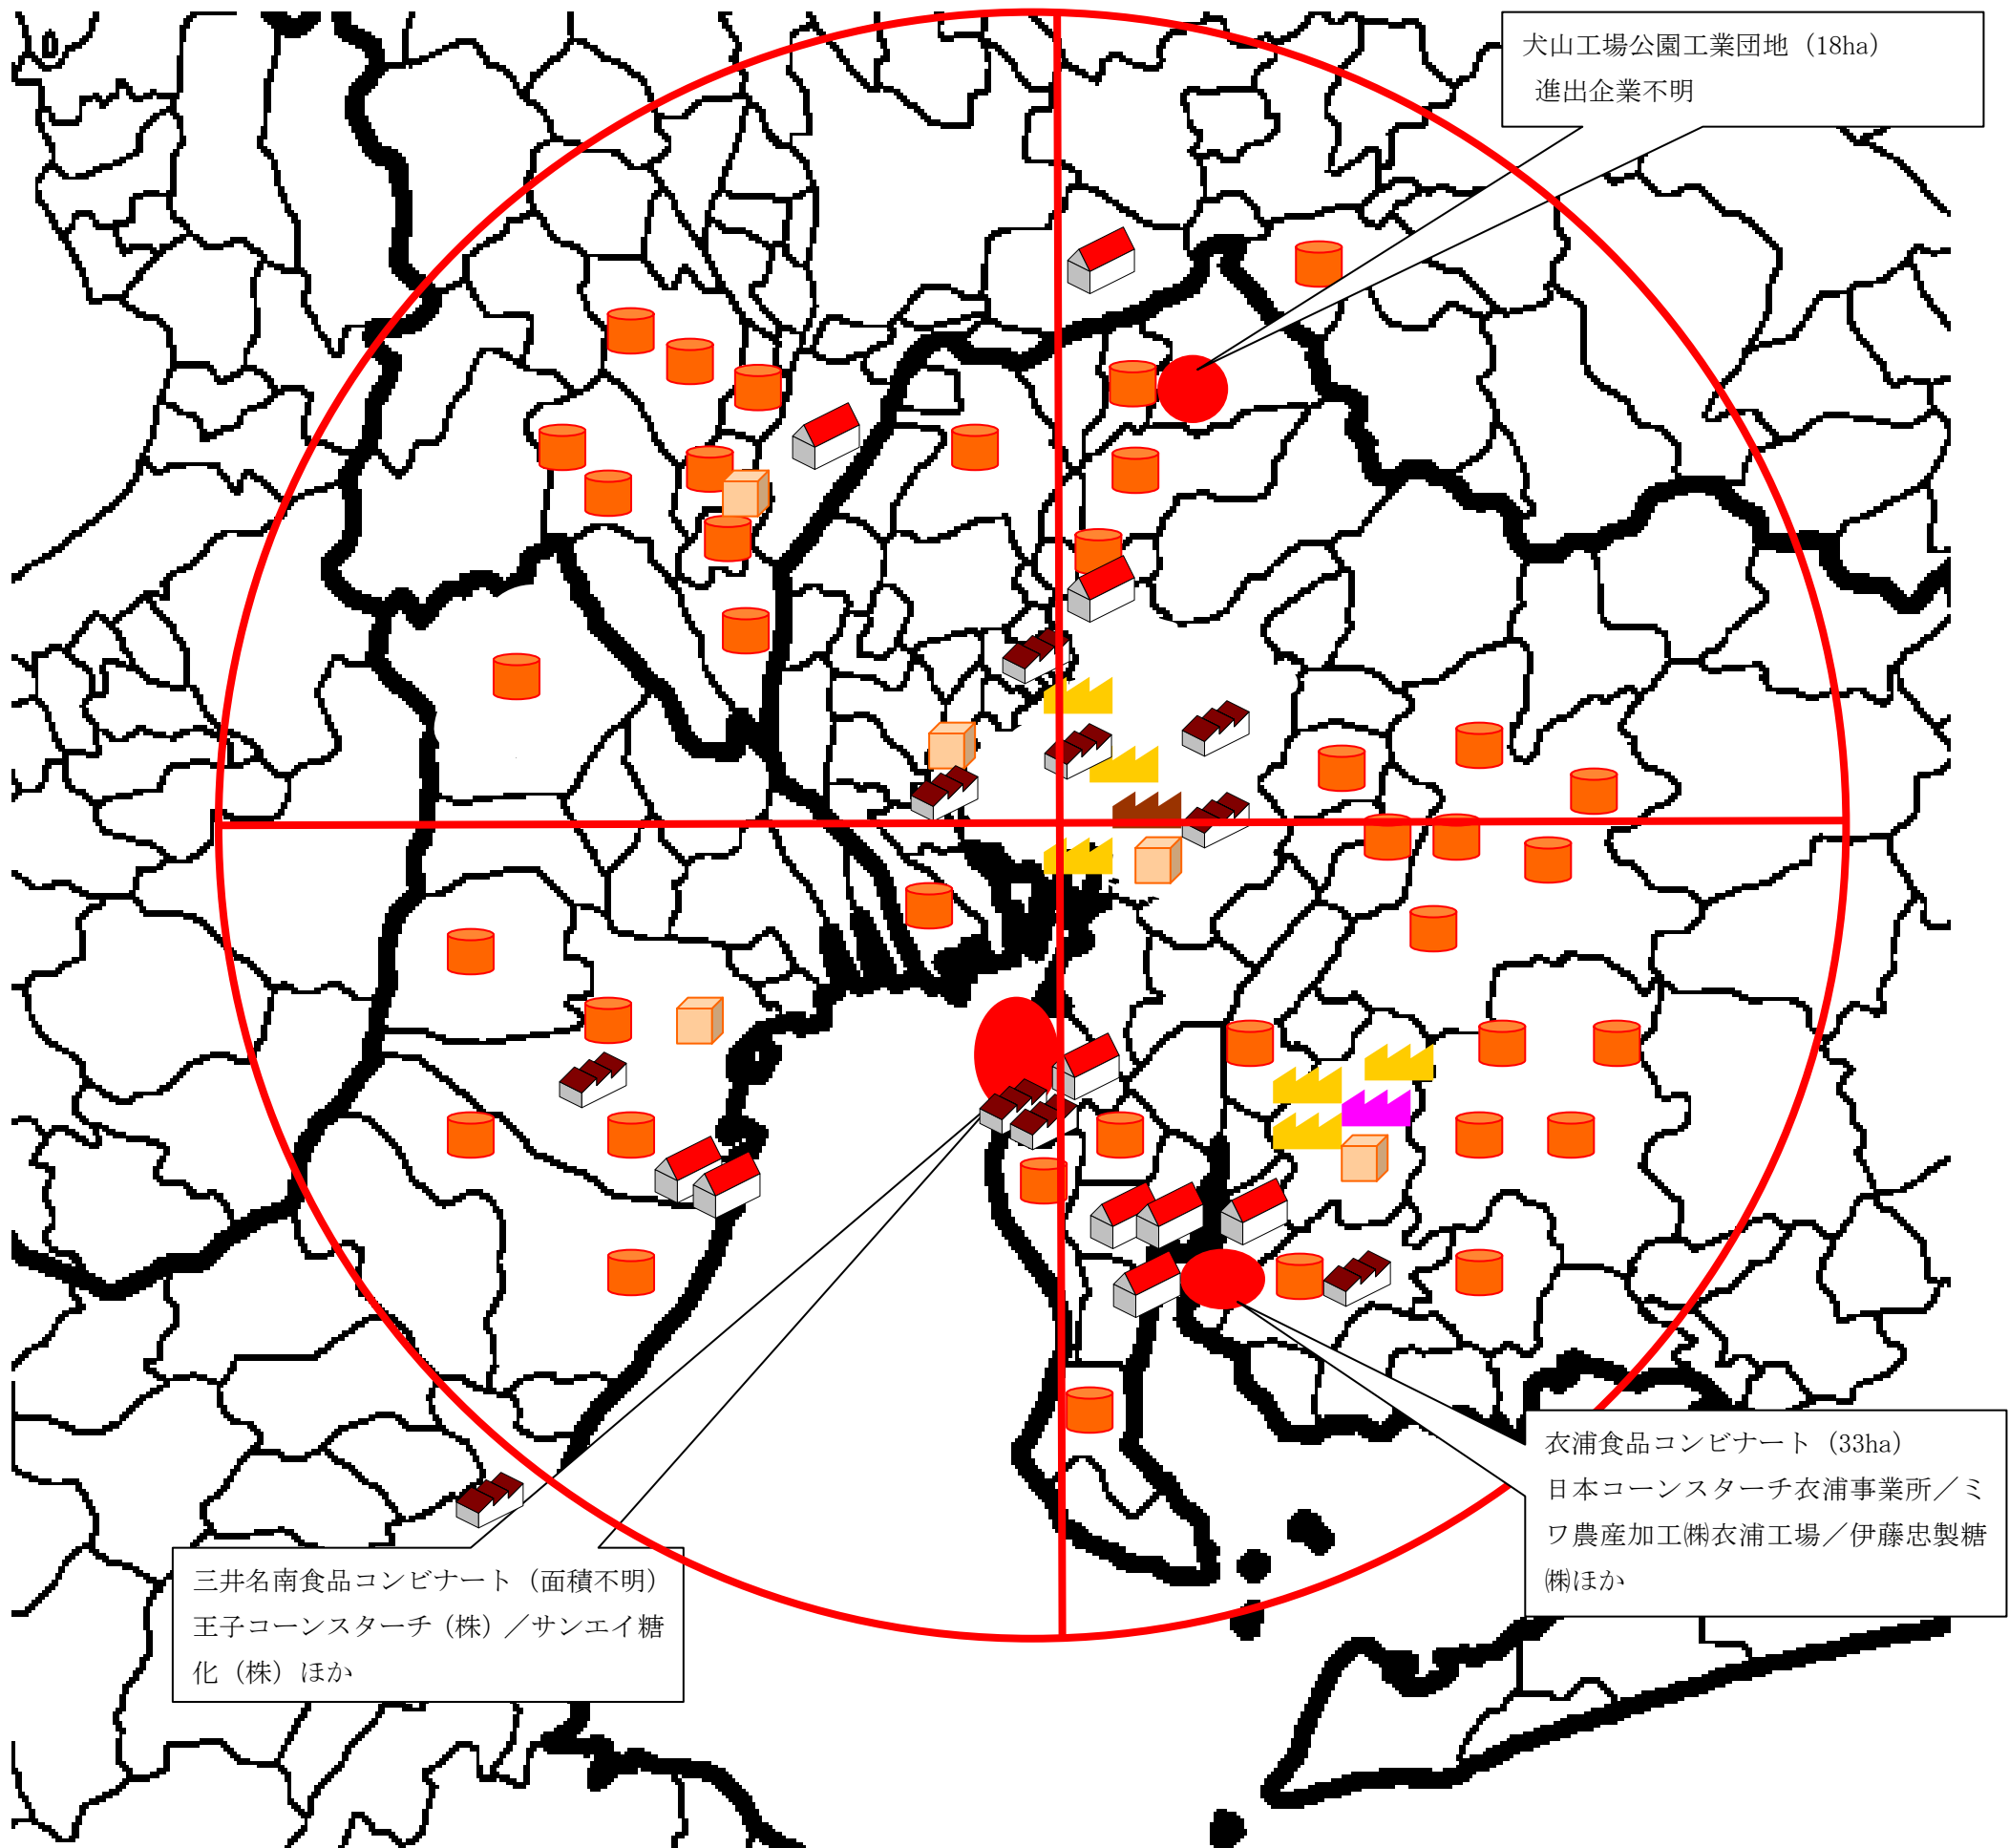 犬山工場公園工業団地（18ha）
進出企業不明
衣浦食品コンビナート（33ha）
日本コーンスターチ衣浦事業所／ミ
ワ農産加工㈱衣浦工場／伊藤忠製糖
㈱ほか
三井名南食品コンビナート（面積不明）
王子コーンスターチ（株）／サンエイ糖
化（株）ほか